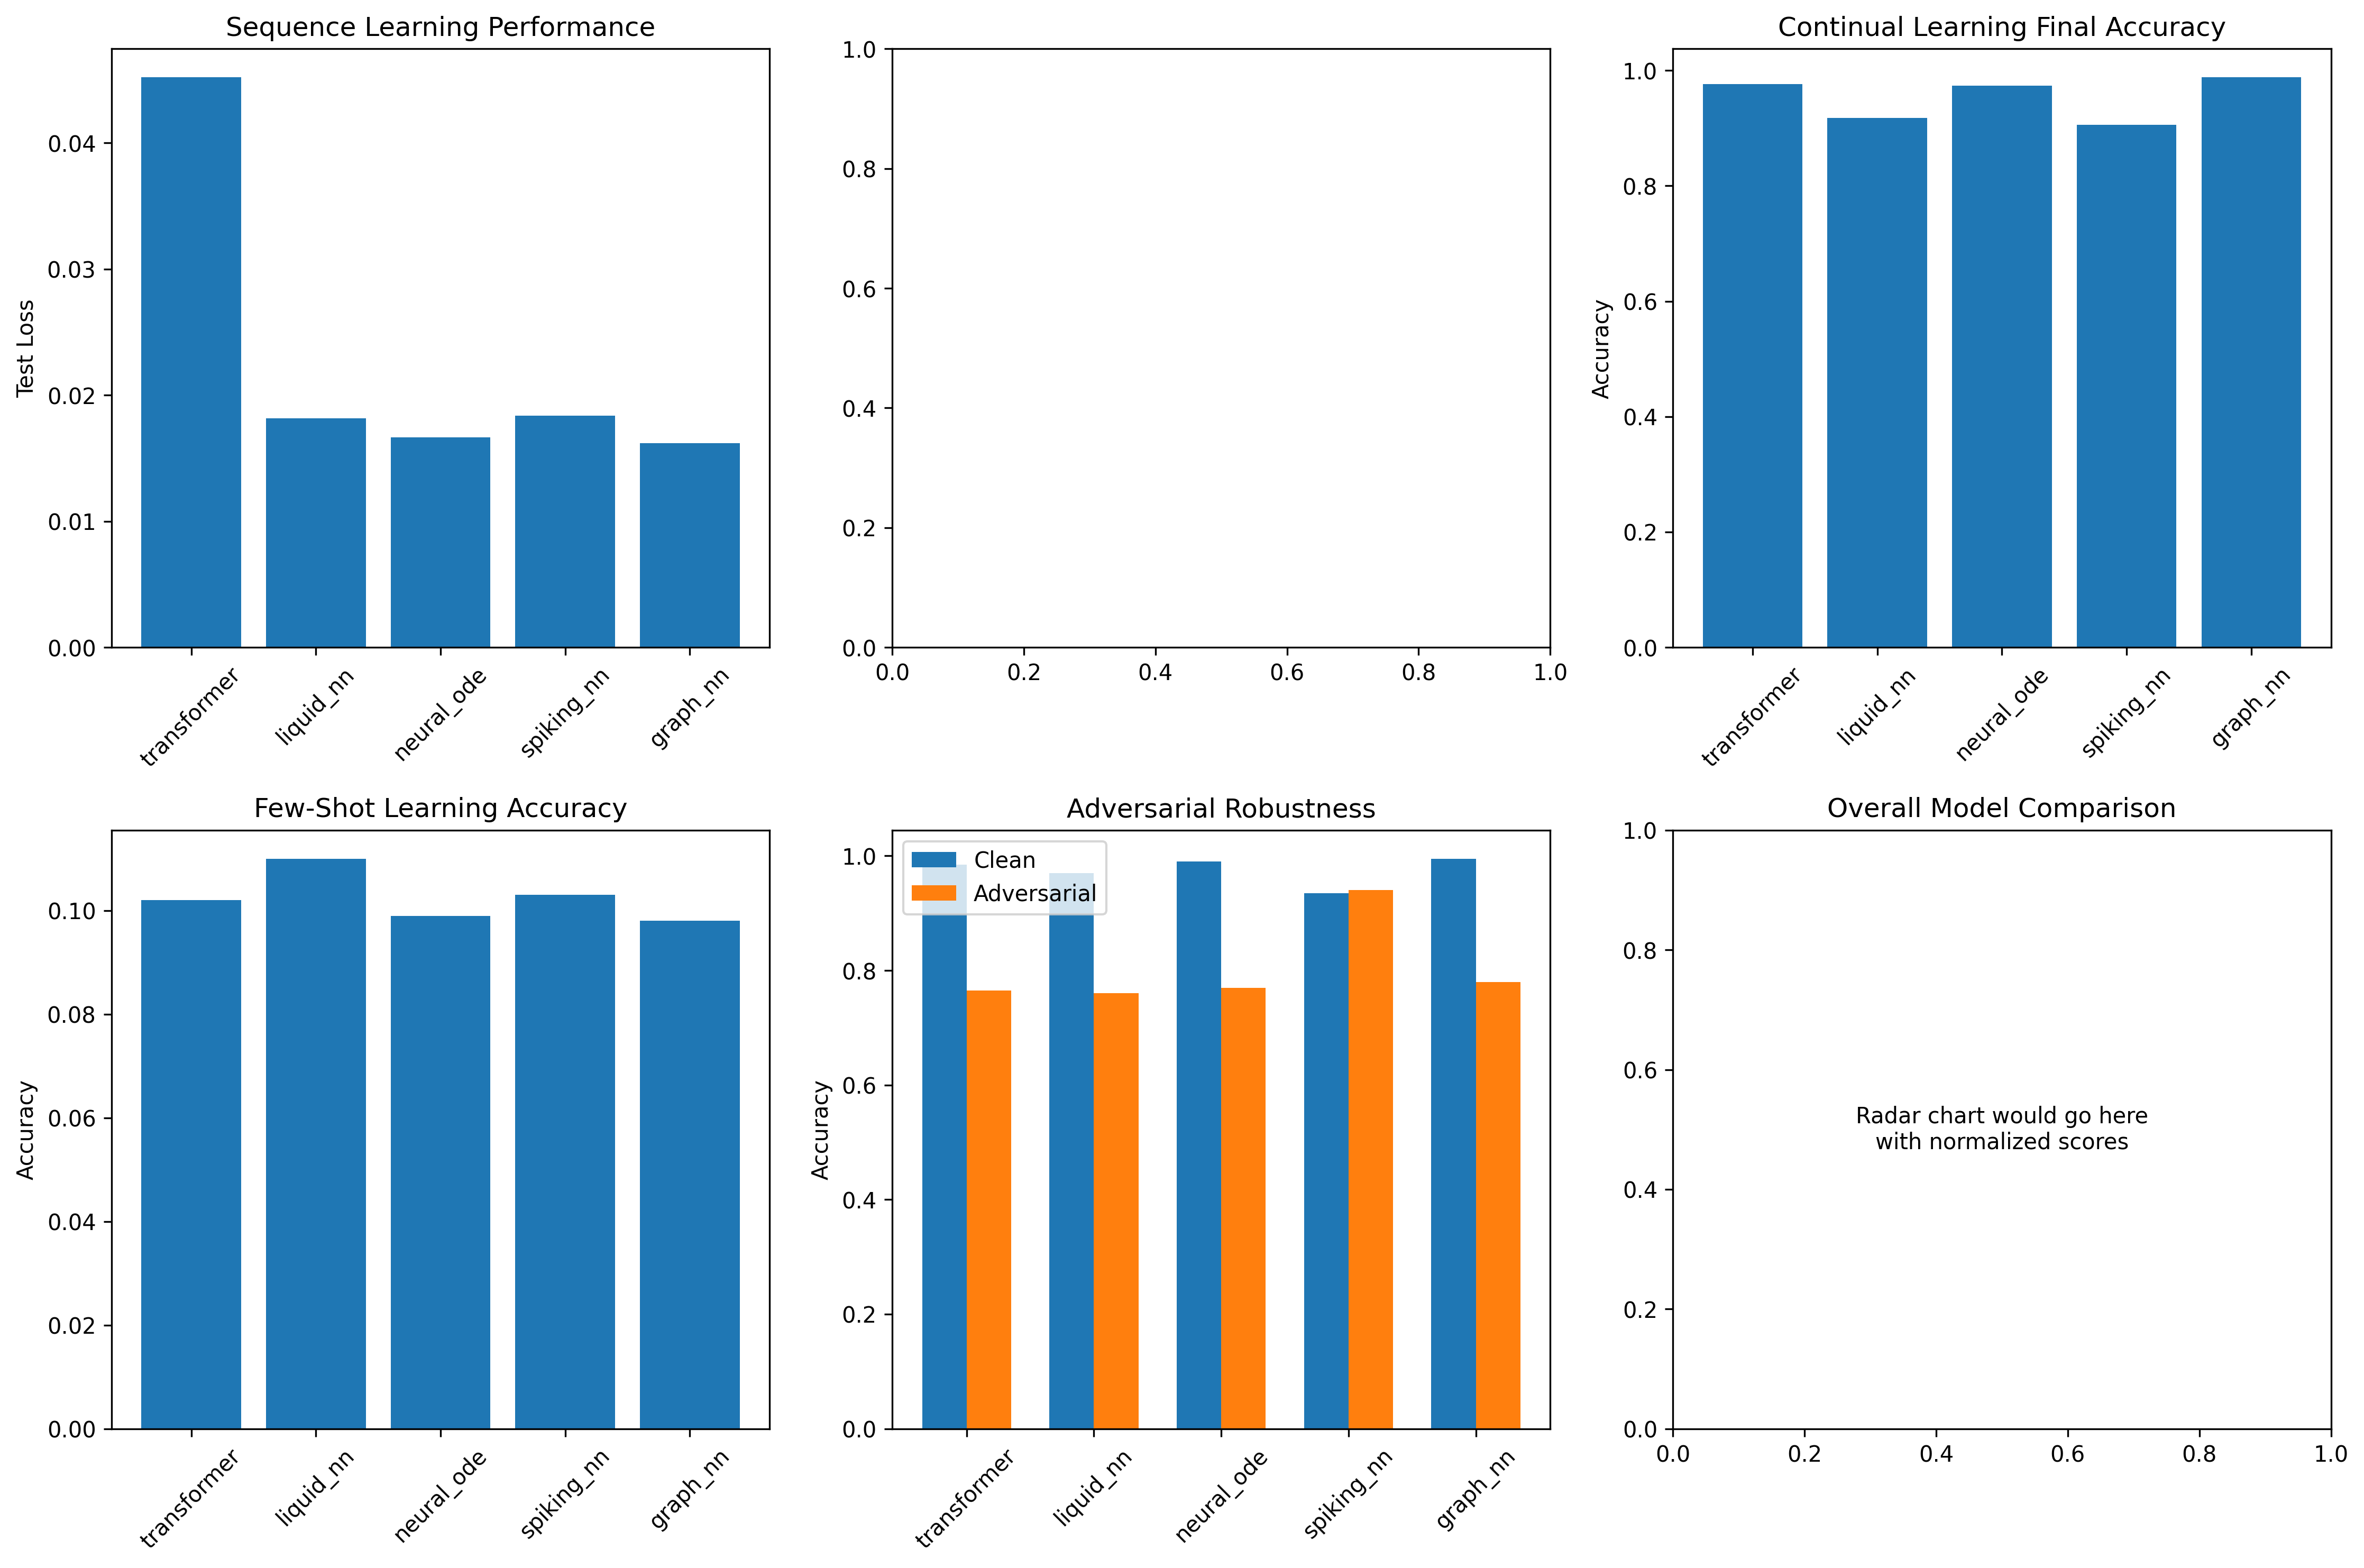 Sequence Learning Performance
Test Loss
0.04
0.03
0.02
0.01
0.00
transformer
liquid_nn
neural_ode
spiking_nn
graph_nn
1.0
0.8
0.6
0.4
0.2
0.0
0.0
0.2
0.4
0.6
0.8
1.0
Continual Learning Final Accuracy
Accuracy
1.0
0.8
0.6
0.4
0.2
0.0
transformer
liquid_nn
neural_ode
spiking_nn
graph_nn
Few-Shot Learning Accuracy
Accuracy
0.10
0.08
0.06
0.04
0.02
0.00
transformer
liquid_nn
neural_ode
spiking_nn
graph_nn
Adversarial Robustness
Accuracy
1.0
0.8
0.6
0.4
0.2
0.0
Clean
Adversarial
transformer
liquid_nn
neural_ode
spiking_nn
graph_nn
Overall Model Comparison
1.0
0.8
0.6
0.4
0.2
0.0
Radar chart would go here
with normalized scores
0.0
0.2
0.4
0.6
0.8
1.0